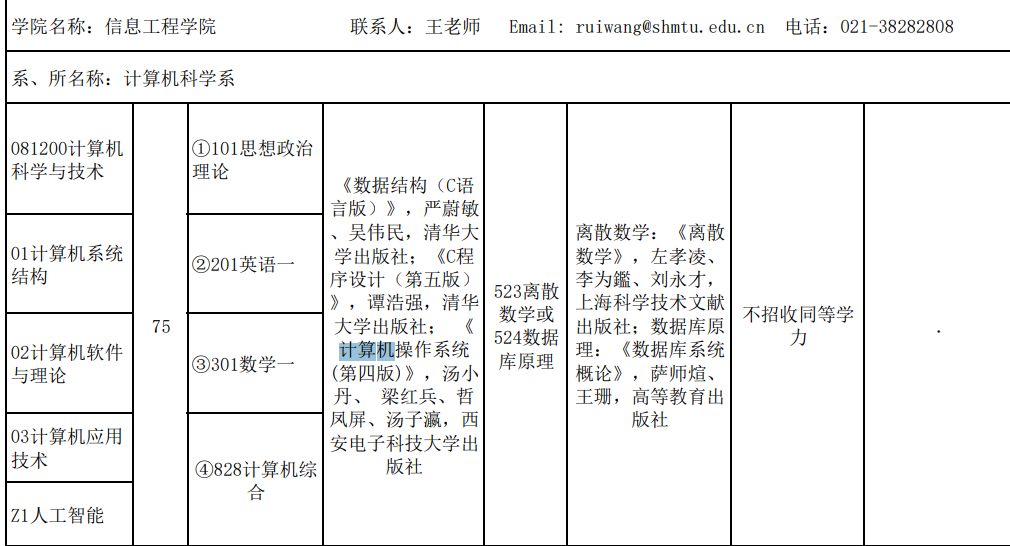 学院名称：信息工程学院 联系人：王老师 Email: ruiwang@shmtu.edu.cn 电话：021-38282808
系、所名称：计算机科学系
081200计算机
科学与技术
01计算机系统
结构
02计算机软件
与理论
03计算机应用
技术
Z1人工智能
75
①101思想政治
理论
②201英语一
③301数学一
④828计算机综
合
《数据结构（C语
言版）》，严蔚敏
、吴伟民，清华大
学出版社；《C程
序设计（第五版）
》，谭浩强，清华
大学出版社； 《
计算机操作系统
(第四版)》，汤小
丹、 梁红兵、哲
凤屏、汤子瀛，西
安电子科技大学出
版社
523离散
数学或
524数据
库原理
离散数学：《离散
数学》，左孝凌、
李为鑑、刘永才，
上海科学技术文献
出版社；数据库原
理：《数据库系统
概论》，萨师煊、
王珊，高等教育出
版社
不招收同等学
力
.